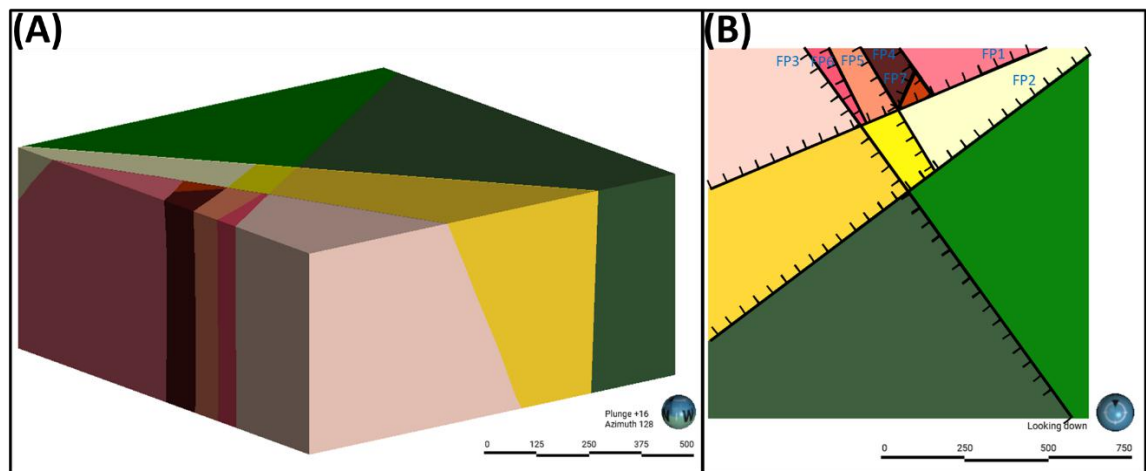 (A)
Plunge +16
Azimuth 128
0 125 250 375 500
(B)
FP3 FP6 FP5 FP4 FP1
FP7
FP2
Looking down
0 250 500 750